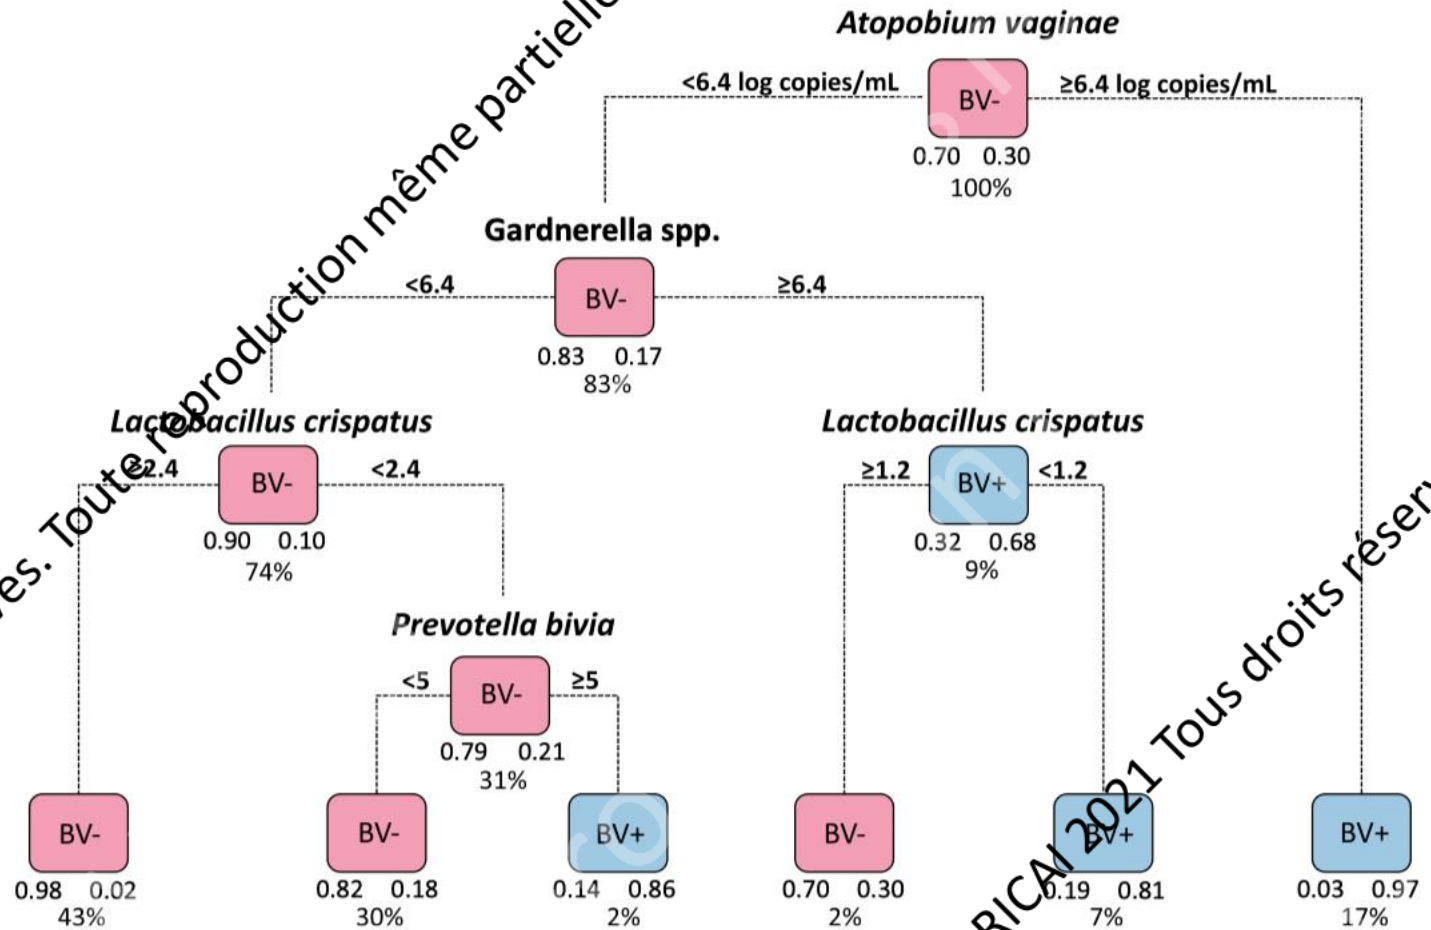 Atopobium vaginae
<6.4 log copies/mL
BV-
≥6.4 log copies/mL
0.70 0.30
100%
Gardnerella spp.
<6.4
BV-
≥6.4
0.83 0.17
83%
Lactobacillus crispatus
≥2.4
BV-
<2.4
0.90 0.10
74%
Lactobacillus crispatus
≥1.2
BV+
<1.2
0.32 0.68
9%
Prevotella bivia
<5
BV-
≥5
0.79 0.21
31%
BV-
0.98 0.02
43%
BV-
0.82 0.18
30%
BV+
0.14 0.86
2%
BV-
0.70 0.30
2%
BV+
0.19 0.81
7%
BV+
0.03 0.97
17%
Toute reproduction même partielle
RICAI 2021 Tous droits réser